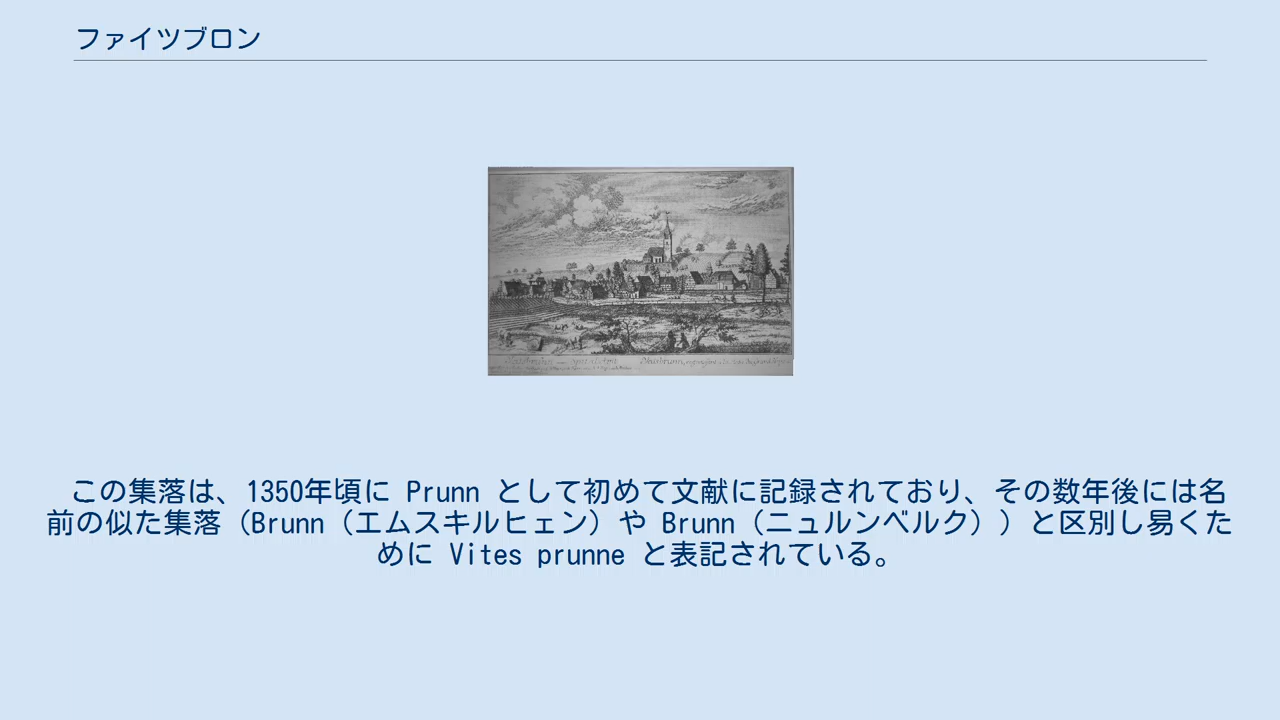 ファイツブロン
この集落は、1350年頃に Prunn として初めて文献に記録されており、その数年後には名
前の似た集落（Brunn（エムスキルヒェン）や Brunn（ニュルンベルク））と区別し易くた
めに Vites prunne と表記されている。